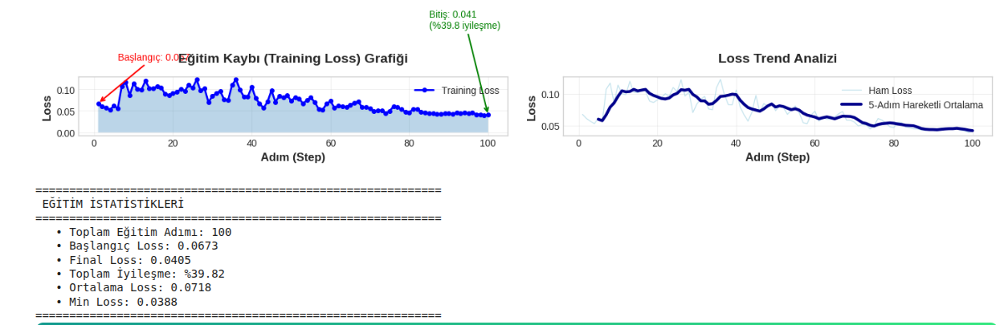 Bitiş: 0.041
(%39.8 iyileşme)
Başlangıç: 0.067
Eğitim Kaybı (Training Loss) Grafiği
Loss
0.10
0.05
0.00
Training Loss
0
20
40
60
80
100
Adım (Step)
Loss Trend Analizi
Loss
0.10
0.05
Ham Loss
5-Adım Hareketli Ortalama
0
20
40
60
80
100
Adım (Step)
============================================================
EĞİTİM İSTATİSTİKLERİ
============================================================
• Toplam Eğitim Adımı: 100
• Başlangıç Loss: 0.0673
• Final Loss: 0.0405
• Toplam İyileşme: %39.82
• Ortalama Loss: 0.0718
• Min Loss: 0.0388
============================================================